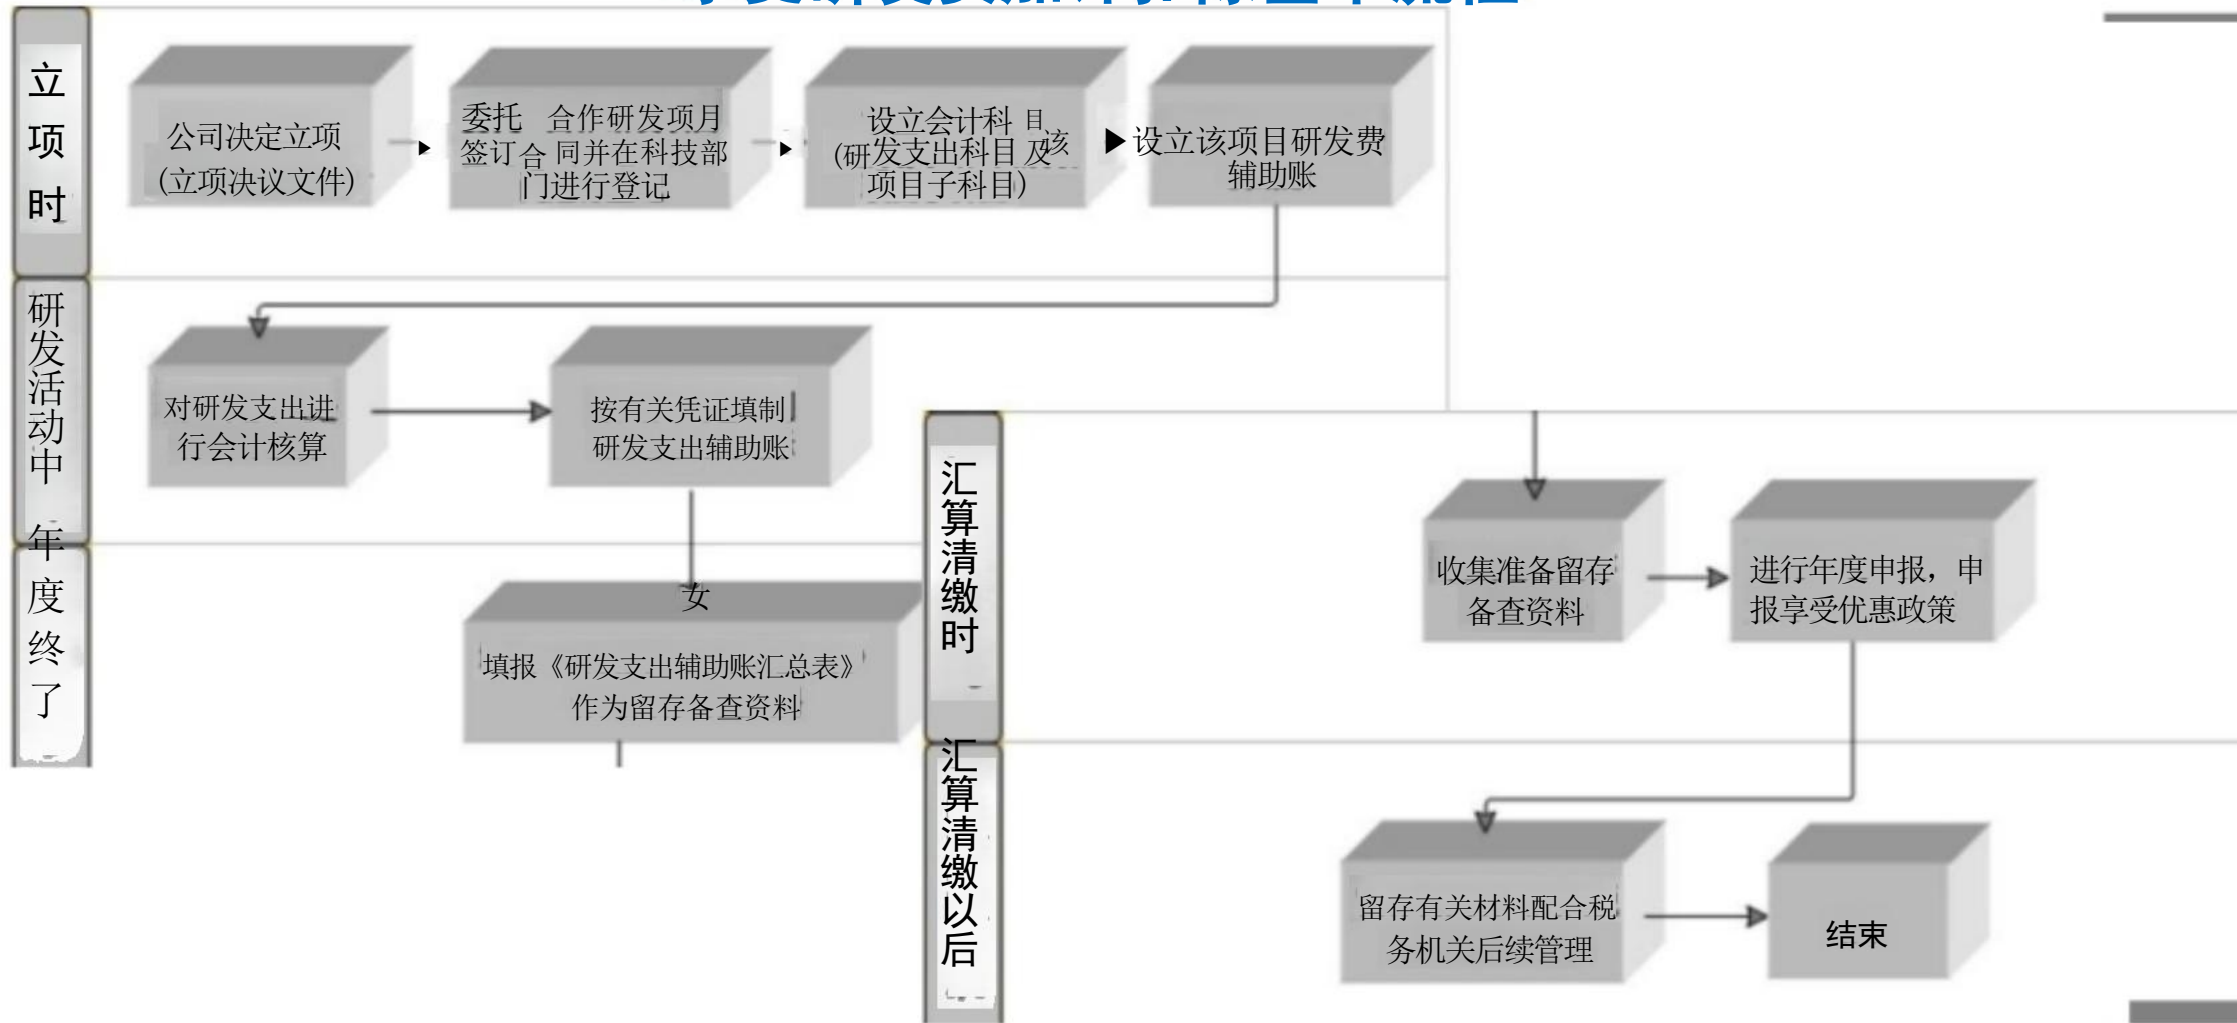 立项时
公司决定立项
(立项决议文件)
委托 合作研发项月
签订合同并在科技部
门进行登记
设立会计科 目
(研发支出科目及该
项目子科目)
设立该项目研发费
辅助账
研发活动中
对研发支出进
行会计核算
按有关凭证填制
研发支出辅助账
年度终了
女
填报《研发支出辅助账汇总表》
作为留存备查资料
汇算清缴时
收集准备留存
备查资料
进行年度申报，申
报享受优惠政策
汇算清缴以后
留存有关材料配合税
务机关后续管理
结束